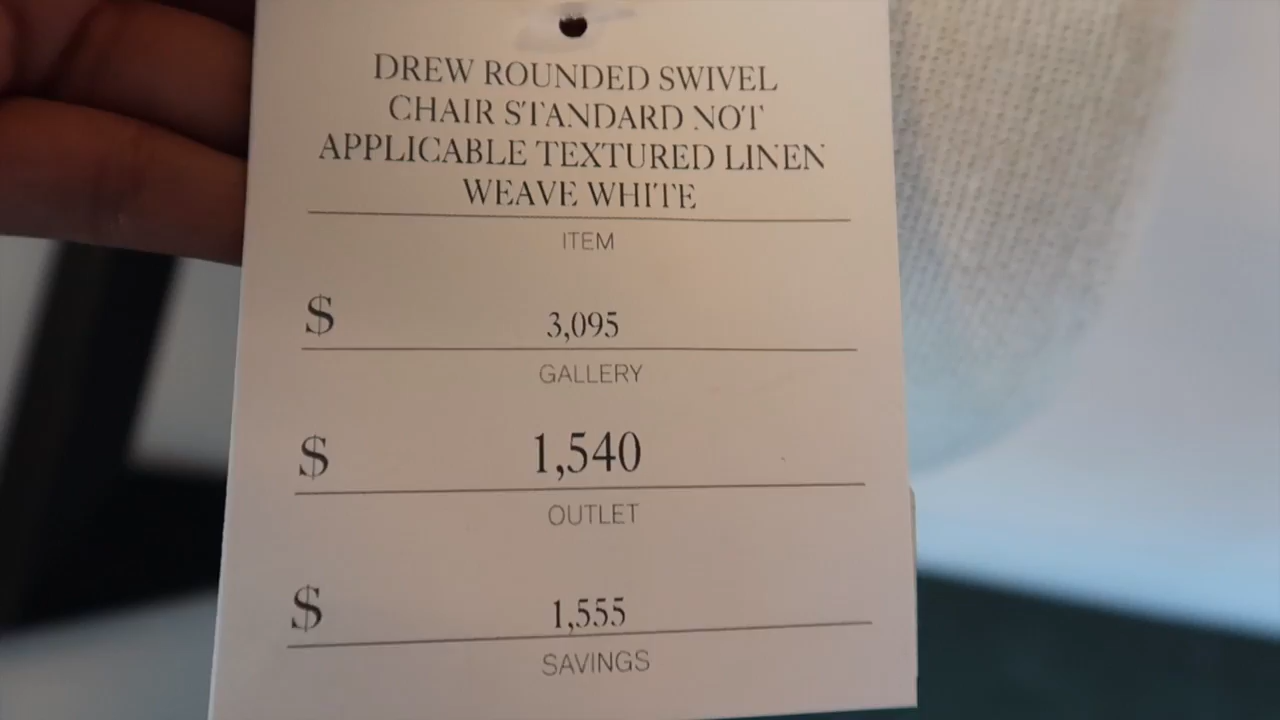 DREW ROUNDED SWIVEL
CHAIR STANDARD NOT
APPLICABLE TEXTURED LINEN
WEAVE WHITE
ITEM
$ 3,095
GALLERY
$ 1,540
OUTLET
$ 1,555
SAVINGS